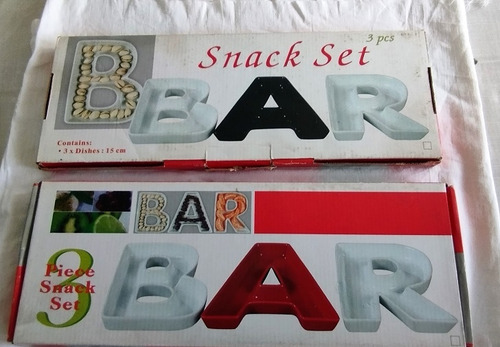 3 pcs
Snack Set
B
BAR
Contains:
• 3 x Dishes : 15 cm
BAR
3
Piece
Snack
Set
BAR